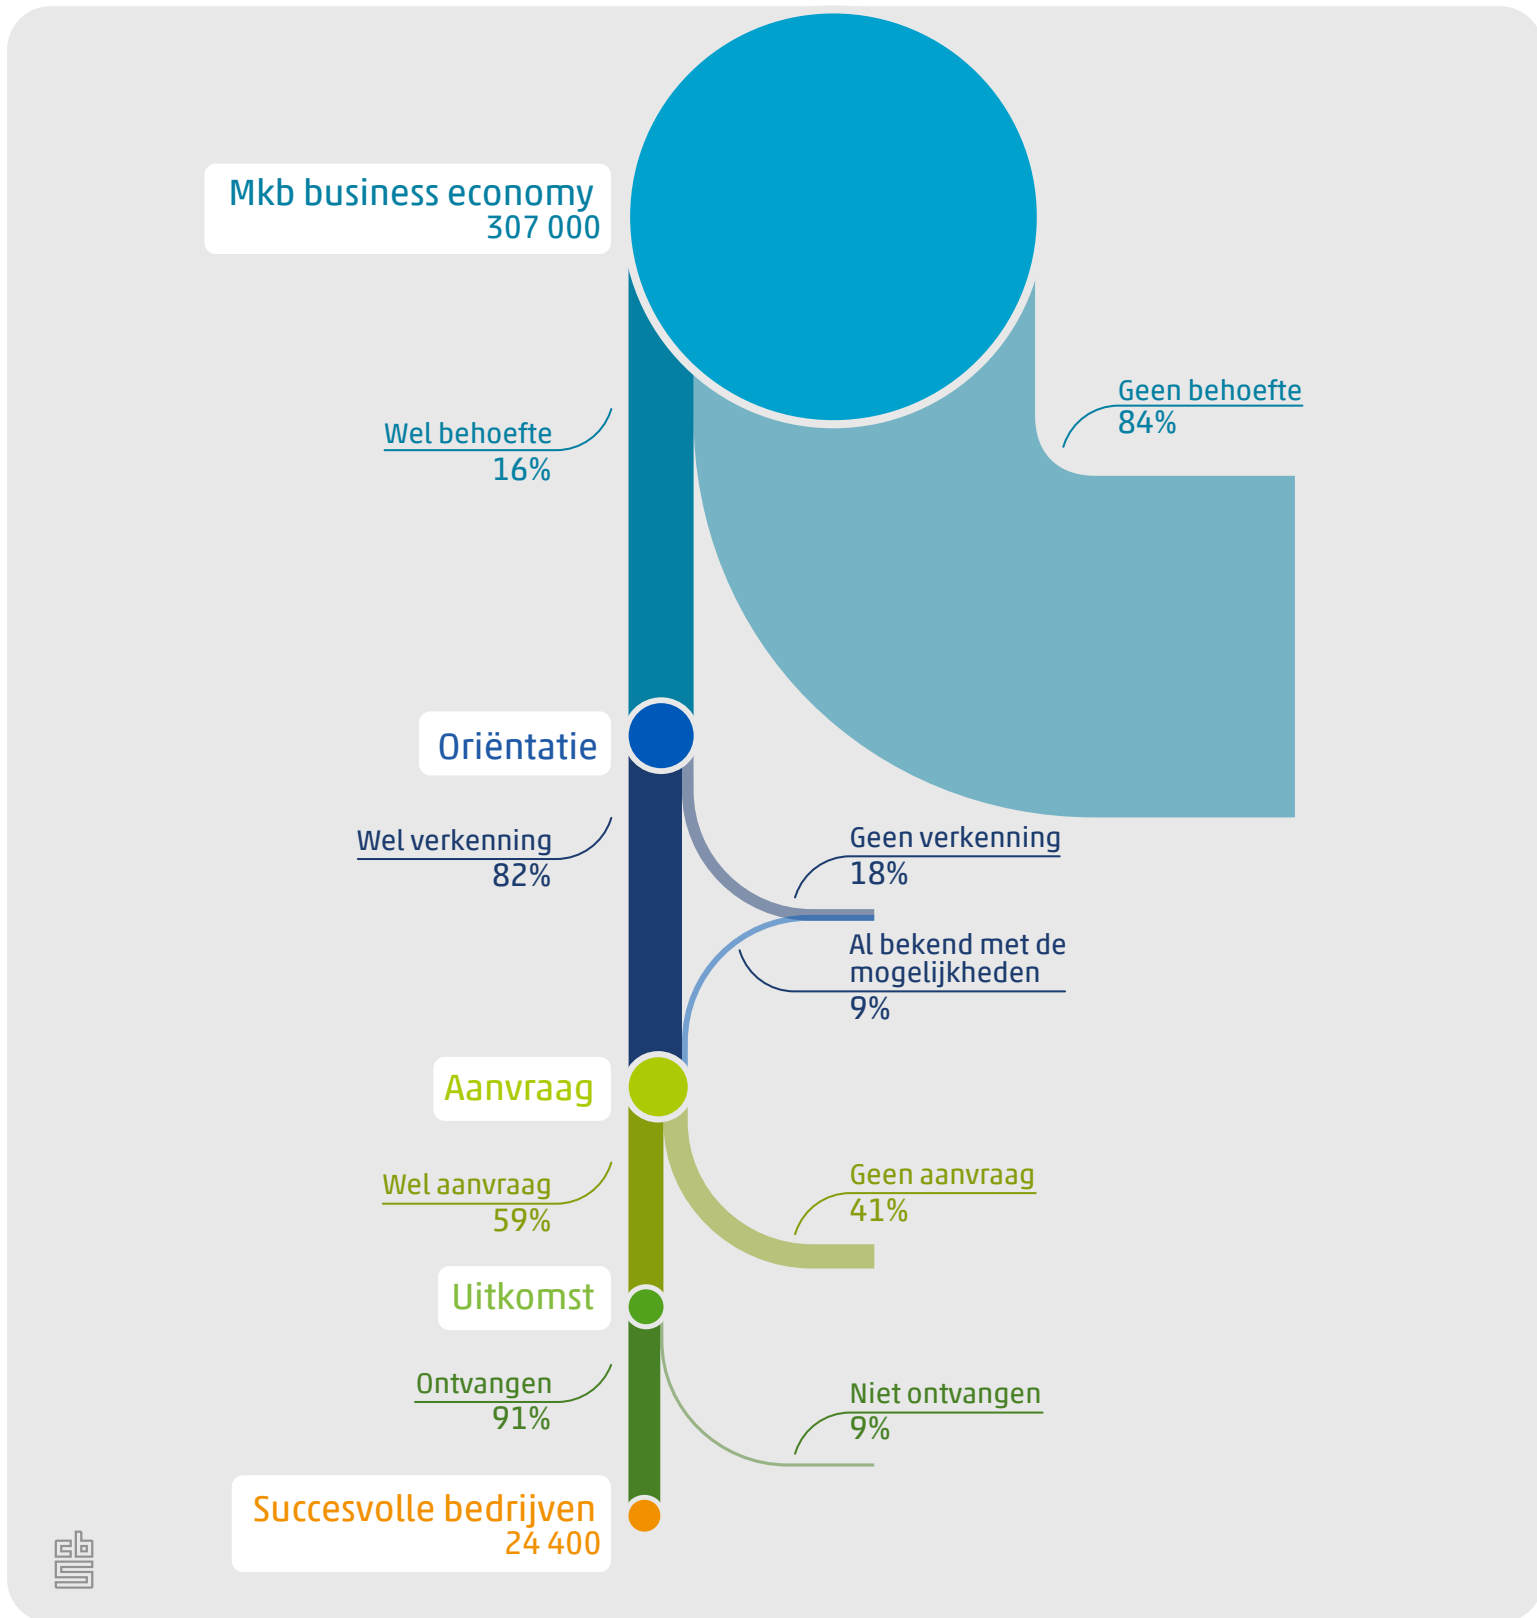 Mkb business economy
307 000
Geen behoefte
84%
Wel behoefte
16%
Oriëntatie
Wel verkenning
82%
Geen verkenning
18%
Al bekend met de
mogelijkheden
9%
Aanvraag
Wel aanvraag
59%
Geen aanvraag
41%
Uitkomst
Ontvangen
91%
Niet ontvangen
9%
Succesvolle bedrijven
24 400
cbs